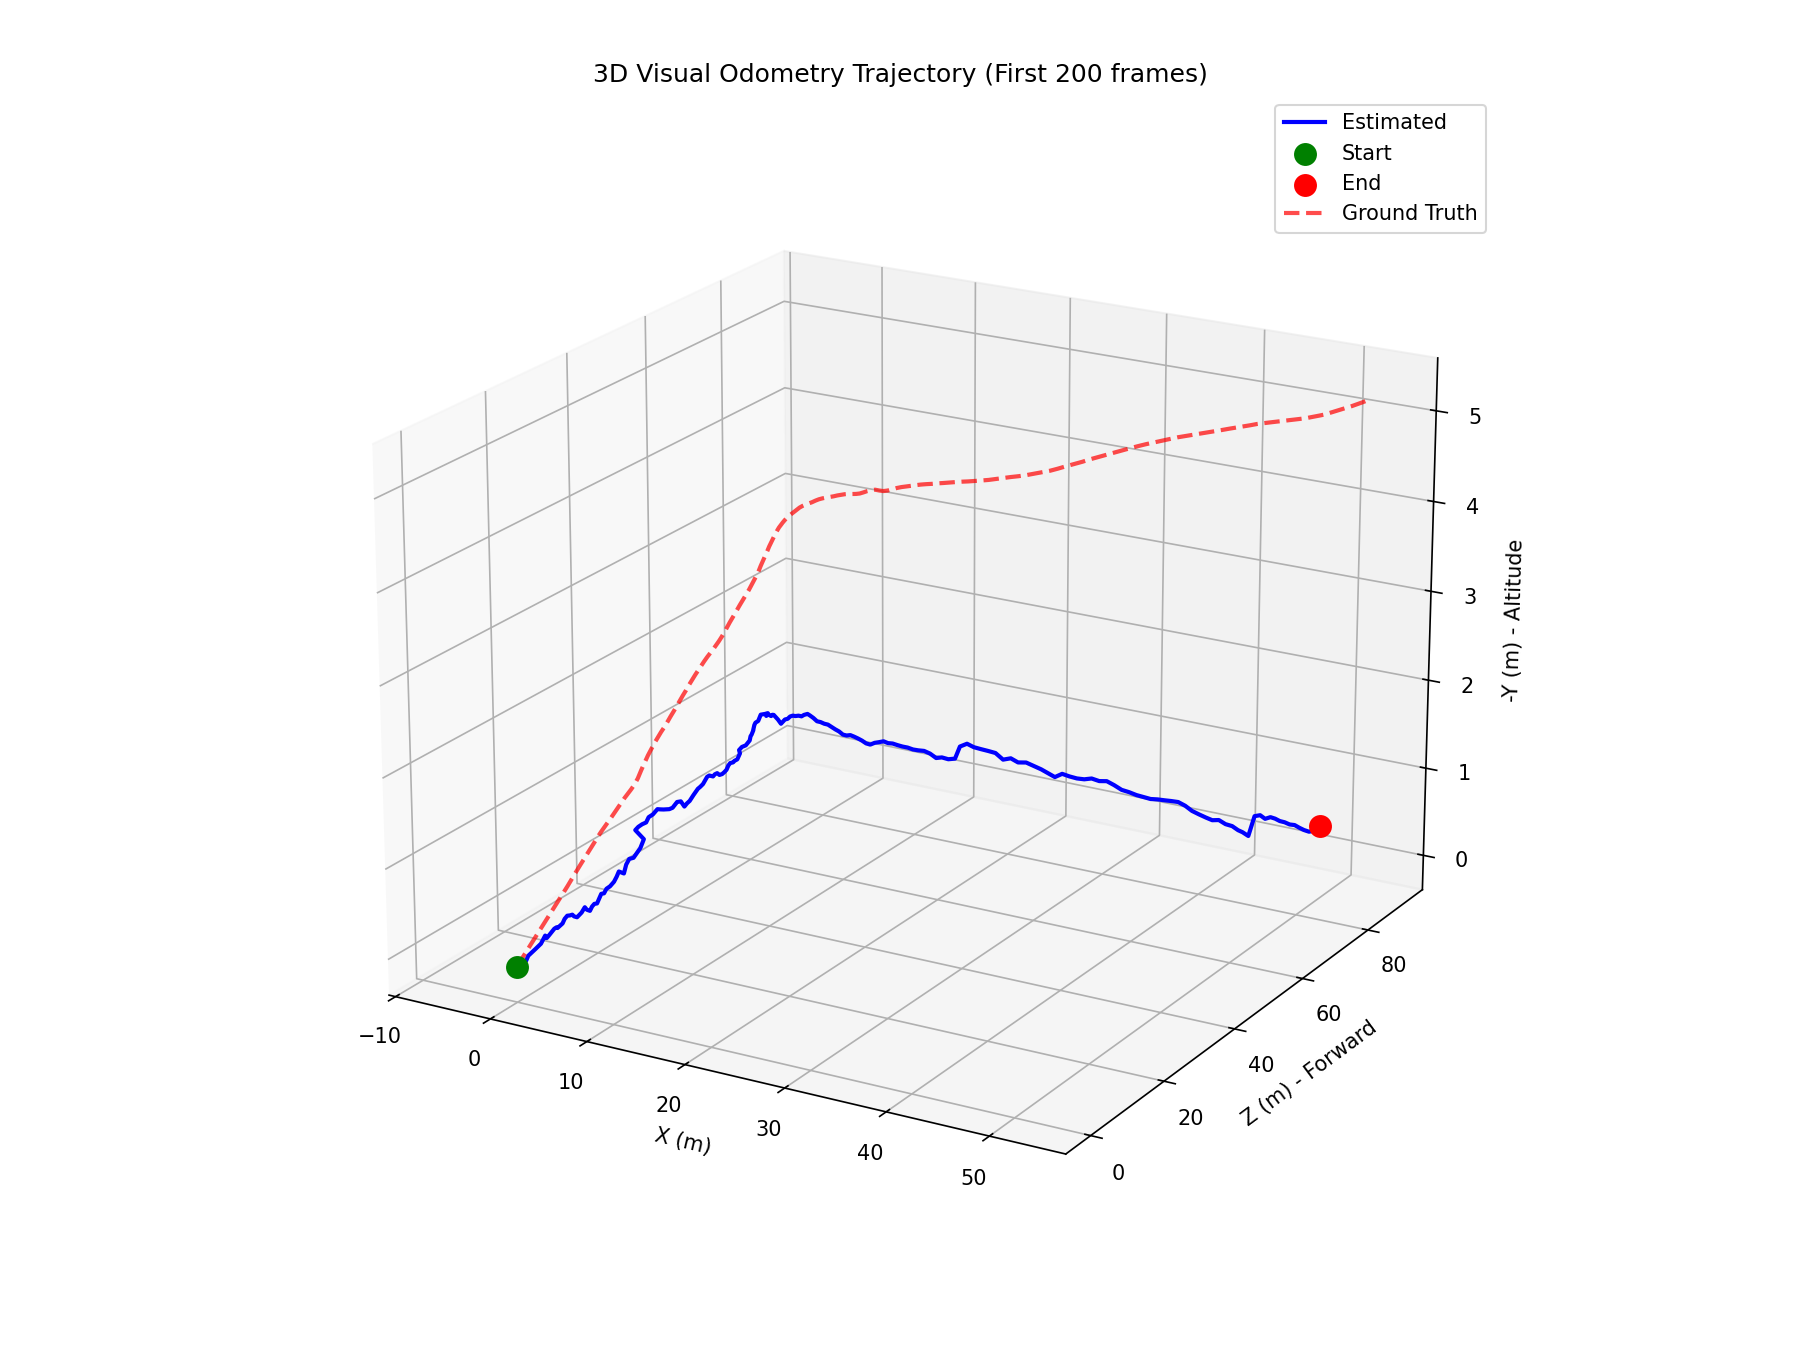 3D Visual Odometry Trajectory (First 200 frames)
Estimated
Start
End
Ground Truth
5
4
3
2
1
0
-Y (m) - Altitude
80
60
40
20
0
Z (m) - Forward
−10
0
10
20
30
40
50
X (m)